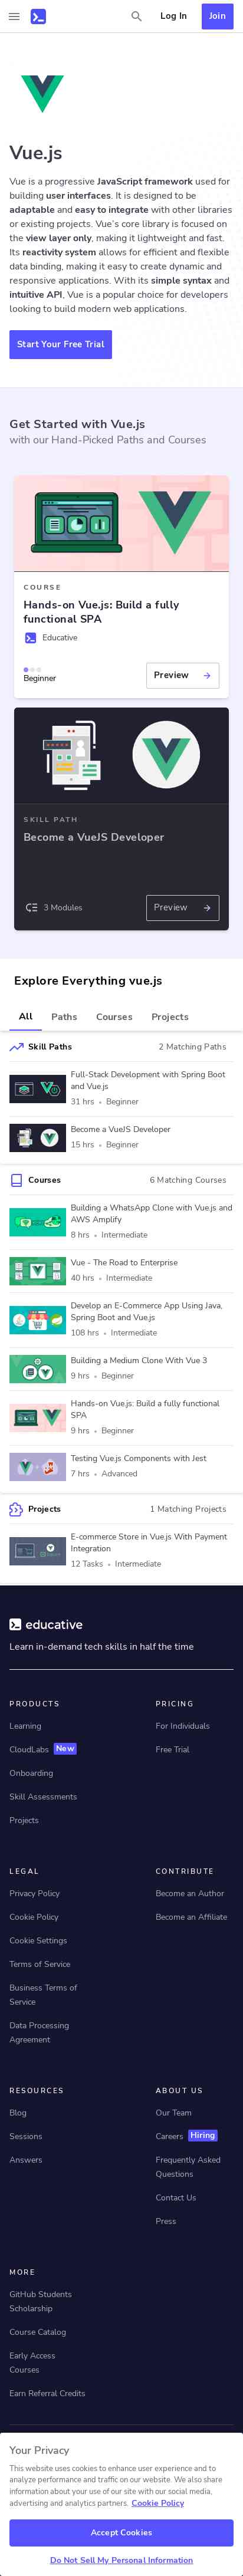 Log In
Join
Vue.js
Vue is a progressive JavaScript framework used for
building user interfaces. It is designed to be
adaptable and easy to integrate with other libraries
or existing projects. Vue's core library is focused on
the view layer only, making it lightweight and fast.
Its reactivity system allows for efficient and flexible
data binding, making it easy to create dynamic and
responsive applications. With its simple syntax and
intuitive API, Vue is a popular choice for developers
looking to build modern web applications.
Start Your Free Trial
Get Started with Vue.js
with our Hand-Picked Paths and Courses
COURSE
Hands-on Vue.js: Build a fully
functional SPA
Educative
Beginner
Preview
SKILL PATH
Become a VueJS Developer
3 Modules
Preview
Explore Everything vue.js
All
Paths
Courses
Projects
Skill Paths
2 Matching Paths
Full-Stack Development with Spring Boot
and Vue.js
31 hrs • Beginner
Become a VueJS Developer
15 hrs • Beginner
Courses
6 Matching Courses
Building a WhatsApp Clone with Vue.js and
AWS Amplify
8 hrs • Intermediate
Vue - The Road to Enterprise
40 hrs • Intermediate
Develop an E-Commerce App Using Java,
Spring Boot and Vue.js
108 hrs • Intermediate
Building a Medium Clone With Vue 3
9 hrs • Beginner
Hands-on Vue.js: Build a fully functional
SPA
9 hrs • Beginner
Testing Vue.js Components with Jest
7 hrs • Advanced
Projects
1 Matching Projects
E-commerce Store in Vue.js With Payment
Integration
12 Tasks • Intermediate
educative
Learn in-demand tech skills in half the time
PRODUCTS
Learning
CloudLabs New
Onboarding
Skill Assessments
Projects
PRICING
For Individuals
Free Trial
LEGAL
Privacy Policy
Cookie Policy
Cookie Settings
Terms of Service
Business Terms of
Service
Data Processing
Agreement
CONTRIBUTE
Become an Author
Become an Affiliate
RESOURCES
Blog
Sessions
Answers
ABOUT US
Our Team
Careers Hiring
Frequently Asked
Questions
Contact Us
Press
MORE
GitHub Students
Scholarship
Course Catalog
Early Access
Courses
Earn Referral Credits
Your Privacy
This website uses cookies to enhance user experience and to
analyze performance and traffic on our website. We also share
information about your use of our site with our social media,
advertising and analytics partners. Cookie Policy
Accept Cookies
Do Not Sell My Personal Information